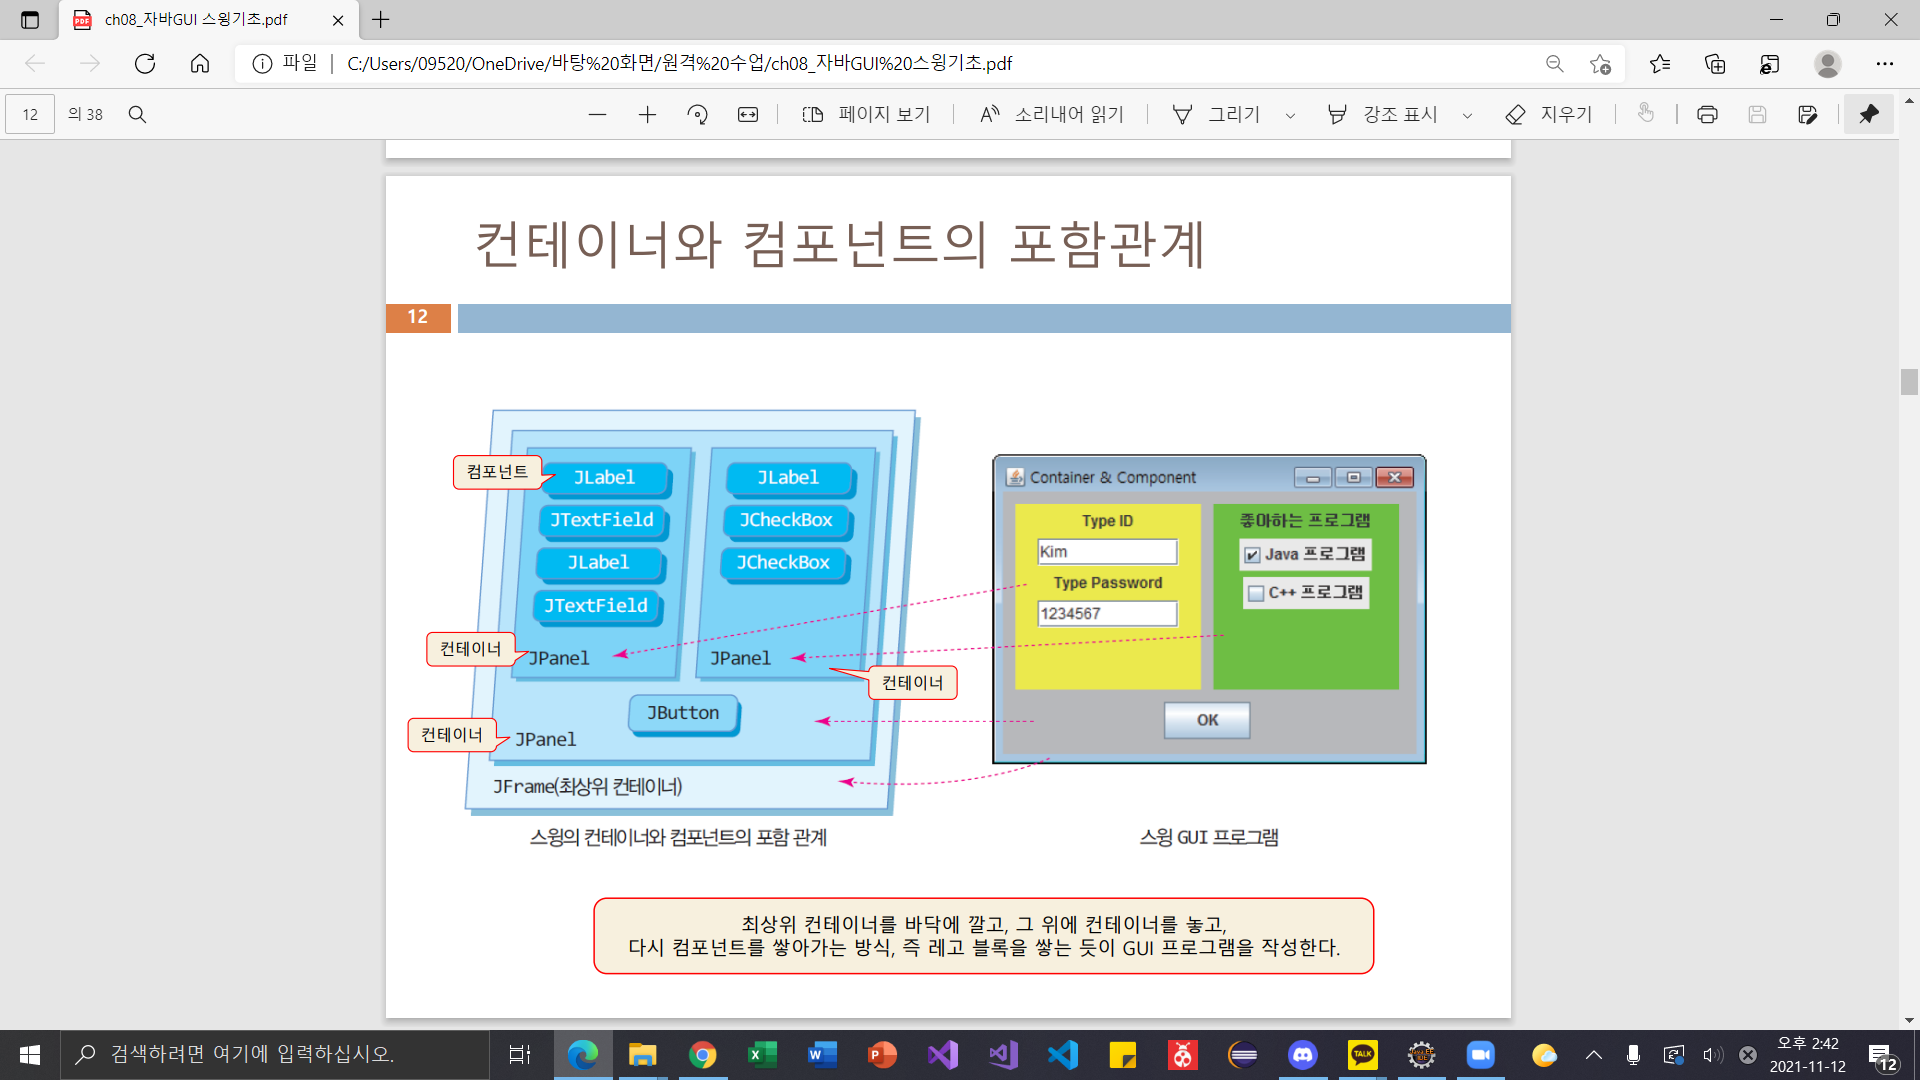 ch08_자바GUI 스윙기초.pdf
파일 C:/Users/09520/OneDrive/바탕%20화면/원격%20수업/ch08_자바GUI%20스윙기초.pdf
12 의 38 페이지 보기 소리내어 읽기 그리기 강조 표시 지우기
컨테이너와 컴포넌트의 포함관계
12
컴포넌트
JLabel
JTextField
JLabel
JTextField
컨테이너
JPanel
JLabel
JCheckBox
JCheckBox
JPanel
컨테이너
JButton
컨테이너
JPanel
JFrame(최상위 컨테이너)
스윙의 컨테이너와 컴포넌트의 포함 관계
Container & Component
Type ID
Kim
Type Password
1234567
좋아하는 프로그램
Java 프로그램
C++ 프로그램
OK
스윙 GUI 프로그램
최상위 컨테이너를 바닥에 깔고, 그 위에 컨테이너를 놓고,
다시 컴포넌트를 쌓아가는 방식, 즉 레고 블록을 쌓는 듯이 GUI 프로그램을 작성한다.
검색하려면 여기에 입력하십시오.
TALK
오후 2:42
2021-11-12
12